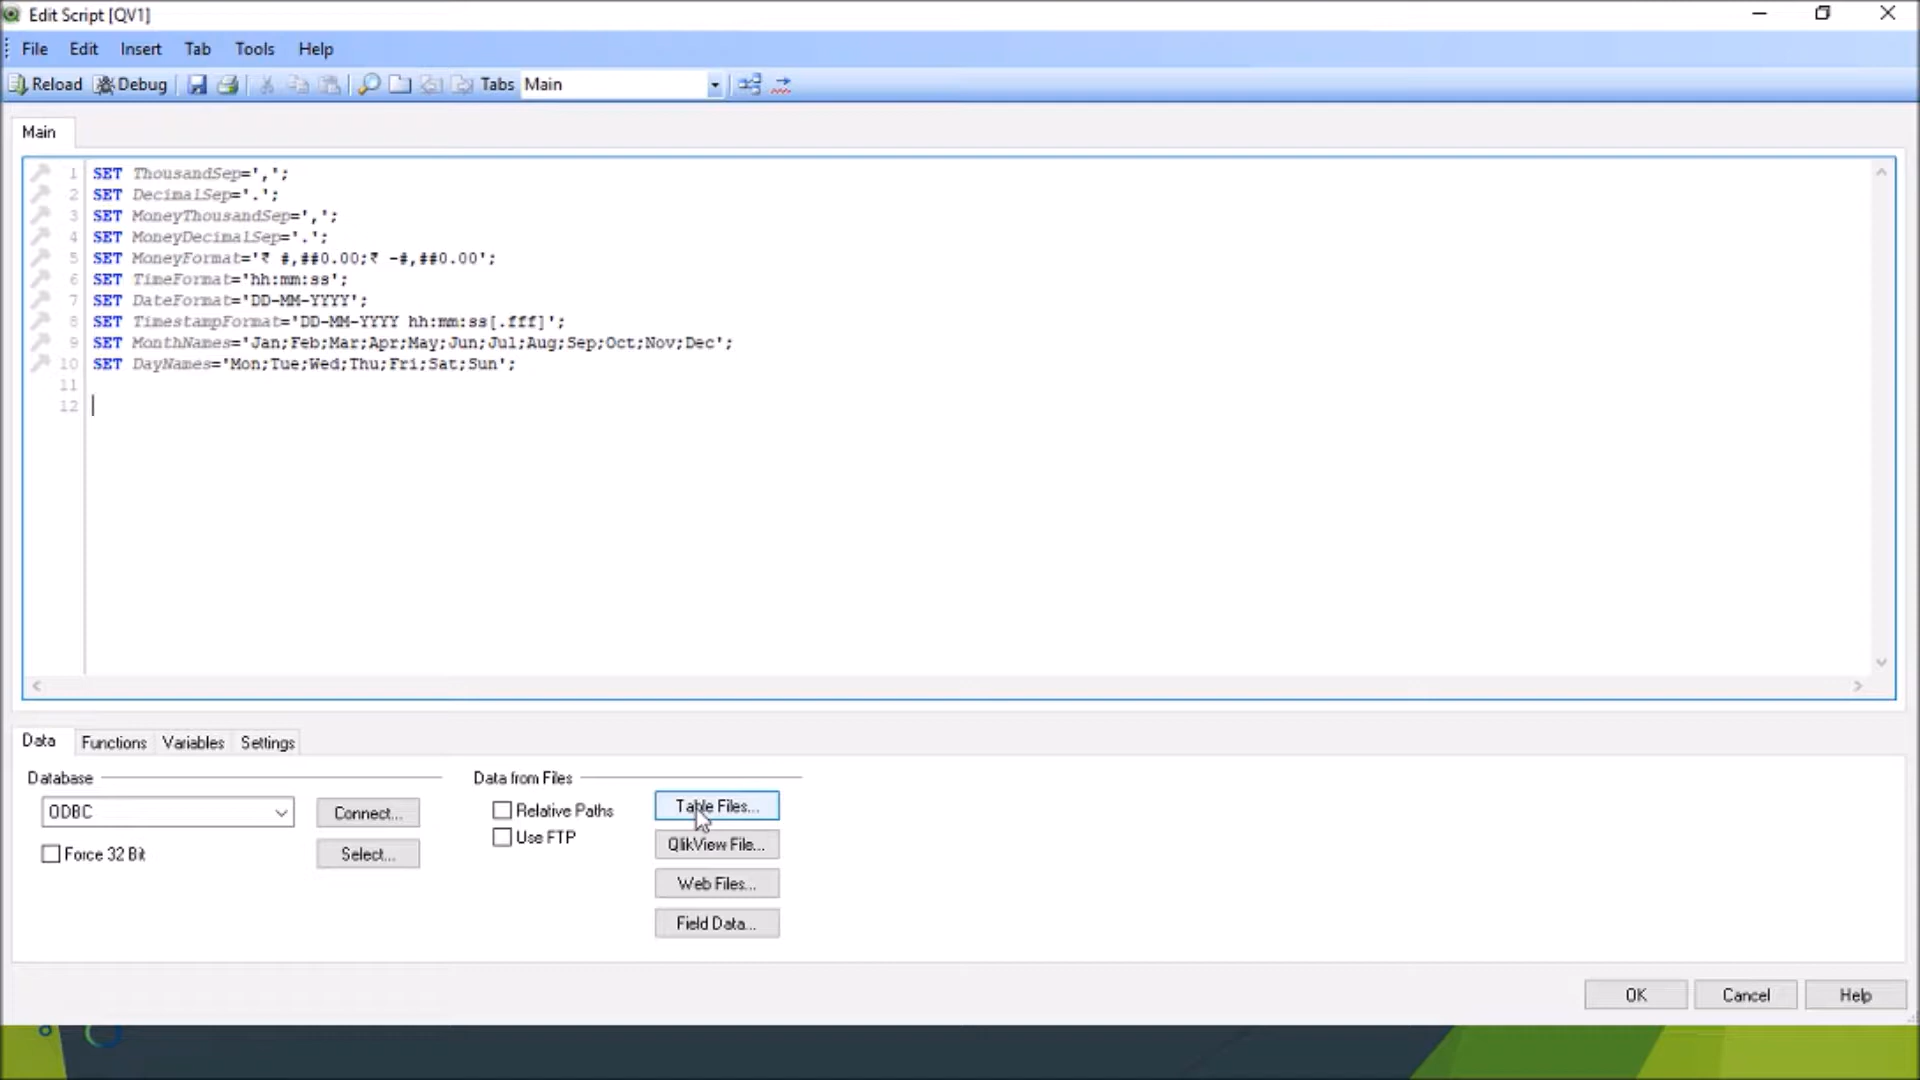 Edit Script [QV1]
File Edit Insert Tab Tools Help
Reload Debug Tabs Main
Main
1 SET ThousandSep=',';
2 SET DecimalSep='.';
3 SET MoneyThousandSep=',';
4 SET MoneyDecimalSep='.';
5 SET MoneyFormat='₹ #,##0.00;₹ -#,##0.00';
6 SET TimeFormat='hh:mm:ss';
7 SET DateFormat='DD-MM-YYYY';
8 SET TimestampFormat='DD-MM-YYYY hh:mm:ss[.fff]';
9 SET MonthNames='Jan;Feb;Mar;Apr;May;Jun;Jul;Aug;Sep;Oct;Nov;Dec';
10 SET DayNames='Mon;Tue;Wed;Thu;Fri;Sat;Sun';
11
12
Data Functions Variables Settings
Database Data from Files
ODBC Connect... Relative Paths Table Files...
Use FTP QlikView File...
Force 32 Bit Select...
Web Files...
Field Data...
OK Cancel Help